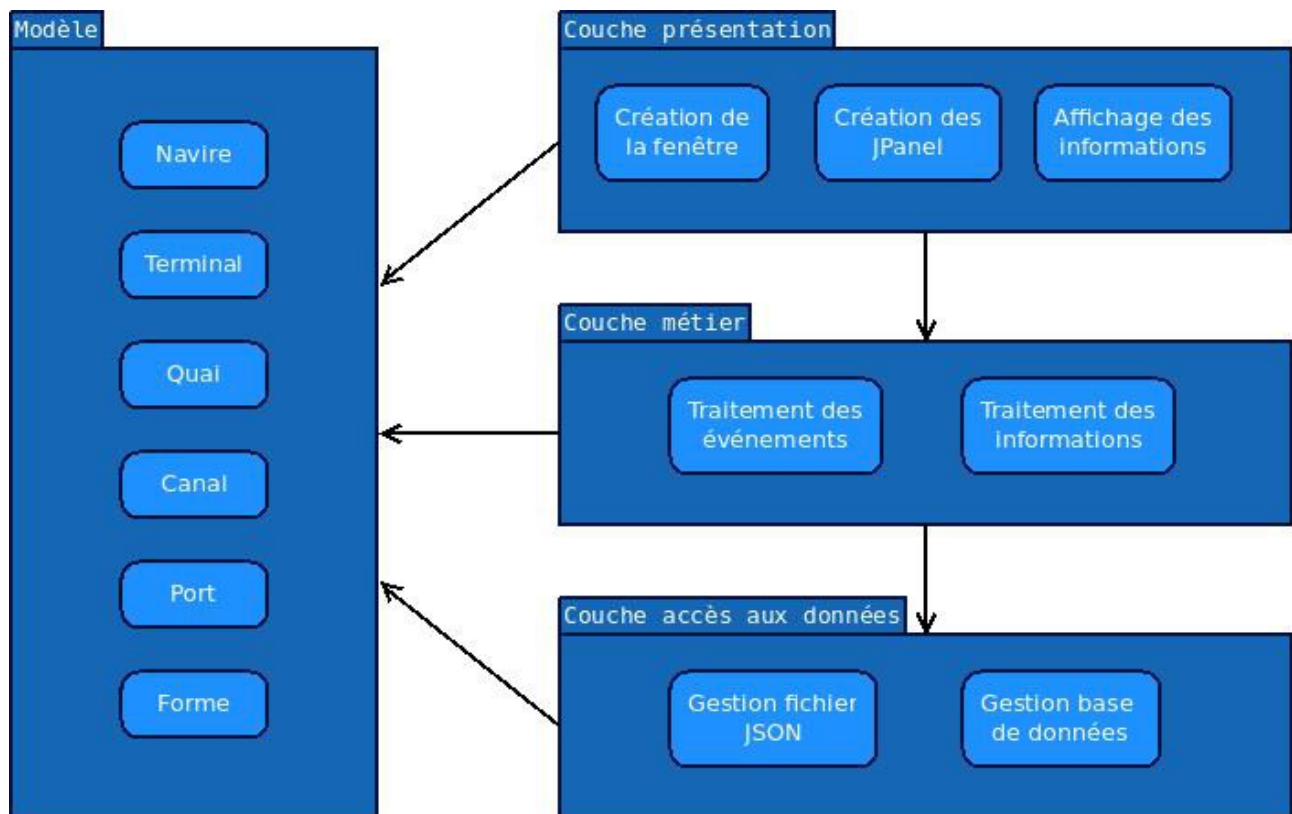 Modèle
Navire
Terminal
Quai
Canal
Port
Forme
Couche présentation
Création de
la fenêtre
Création des
JPanel
Affichage des
informations
Couche métier
Traitement des
événements
Traitement des
informations
Couche accès aux données
Gestion fichier
JSON
Gestion base
de données